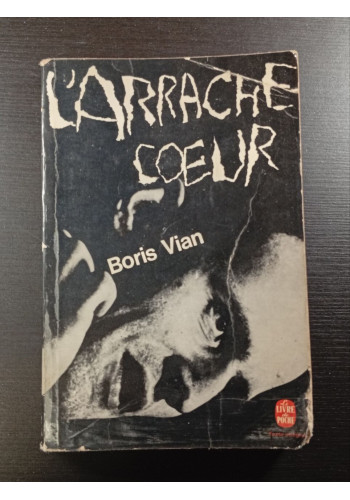 L'ARRACHE
COEUR
Boris Vian
Le
LIVRE
de
POCHE